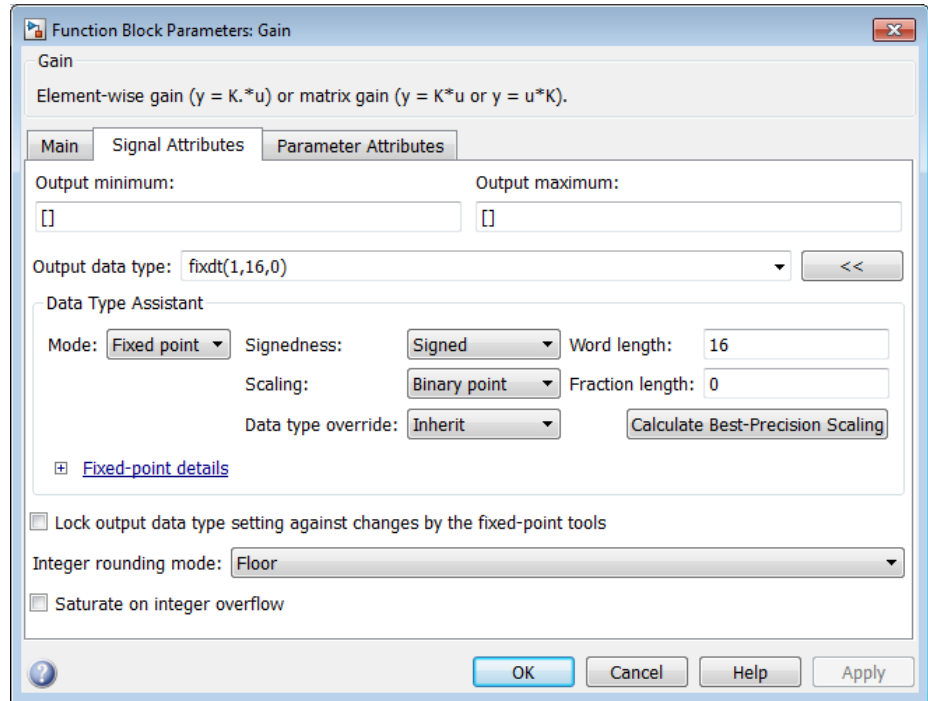 Function Block Parameters: Gain
Gain
Element-wise gain (y = K.*u) or matrix gain (y = K*u or y = u*K).
Main Signal Attributes Parameter Attributes
Output minimum: Output maximum:
[] []
Output data type: fixdt(1,16,0) <<
Data Type Assistant
Mode: Fixed point Signedness: Signed Word length: 16
Scaling: Binary point Fraction length: 0
Data type override: Inherit Calculate Best-Precision Scaling
Fixed-point details
Lock output data type setting against changes by the fixed-point tools
Integer rounding mode: Floor
Saturate on integer overflow
? OK Cancel Help Apply